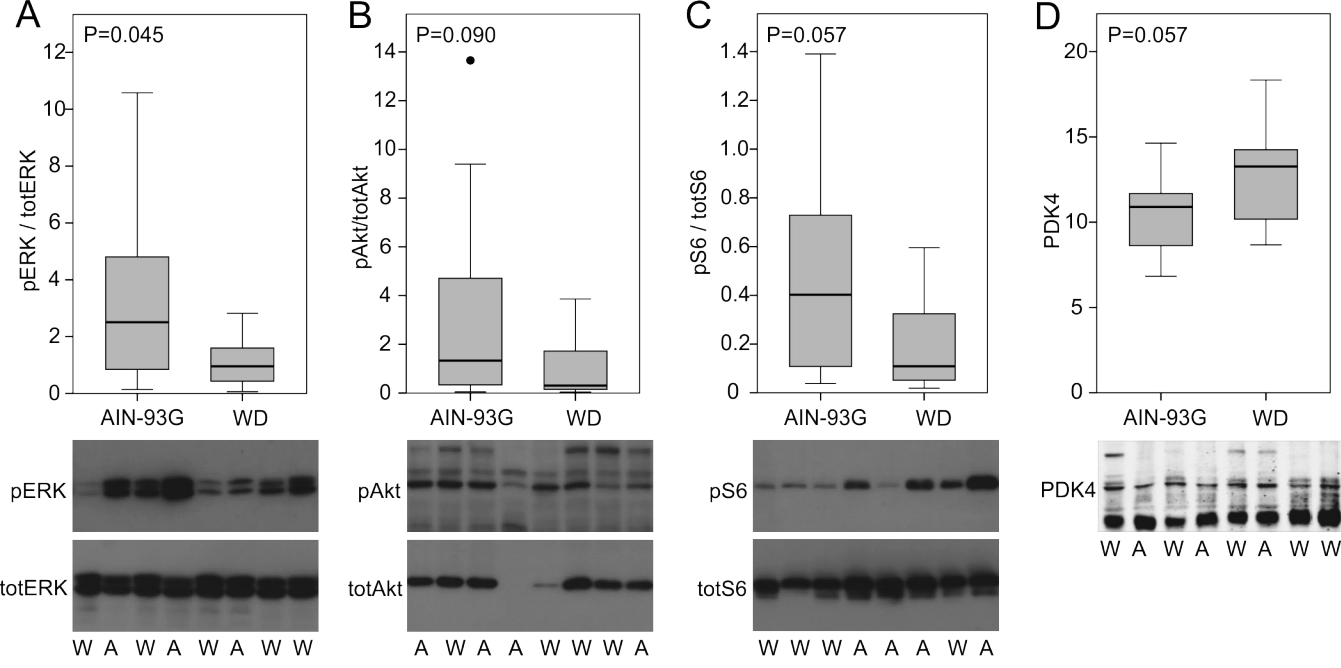 A
P=0.045
12
10
8
6
4
2
0
pERK / totERK
AIN-93G WD
pERK
totERK
W A W A W A W W
B
P=0.090
14
12
10
8
6
4
2
0
pAkt/totAkt
AIN-93G WD
pAkt
totAkt
A W A A W W W A
C
P=0.057
1.4
1.2
1.0
0.8
0.6
0.4
0.2
0
pS6 / totS6
AIN-93G WD
pS6
totS6
W W W A A A W A
D
P=0.057
20
15
10
5
0
PDK4
AIN-93G WD
PDK4
W A W A W A W W